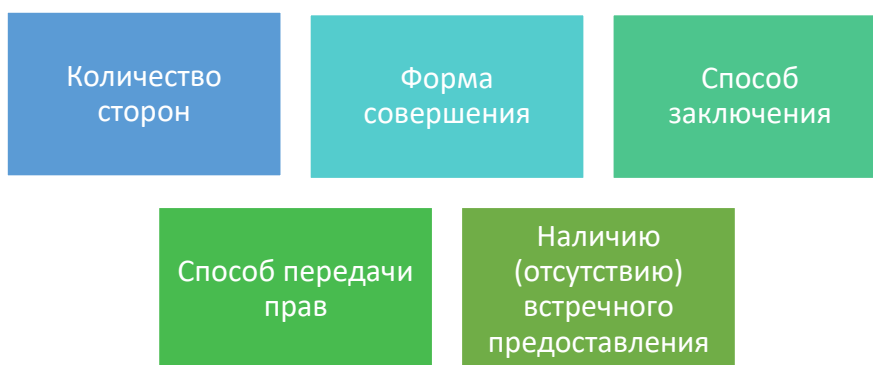 Количество
сторон
Форма
совершения
Способ
заключения
Способ передачи
прав
Наличию
(отсутствию)
встречного
предоставления